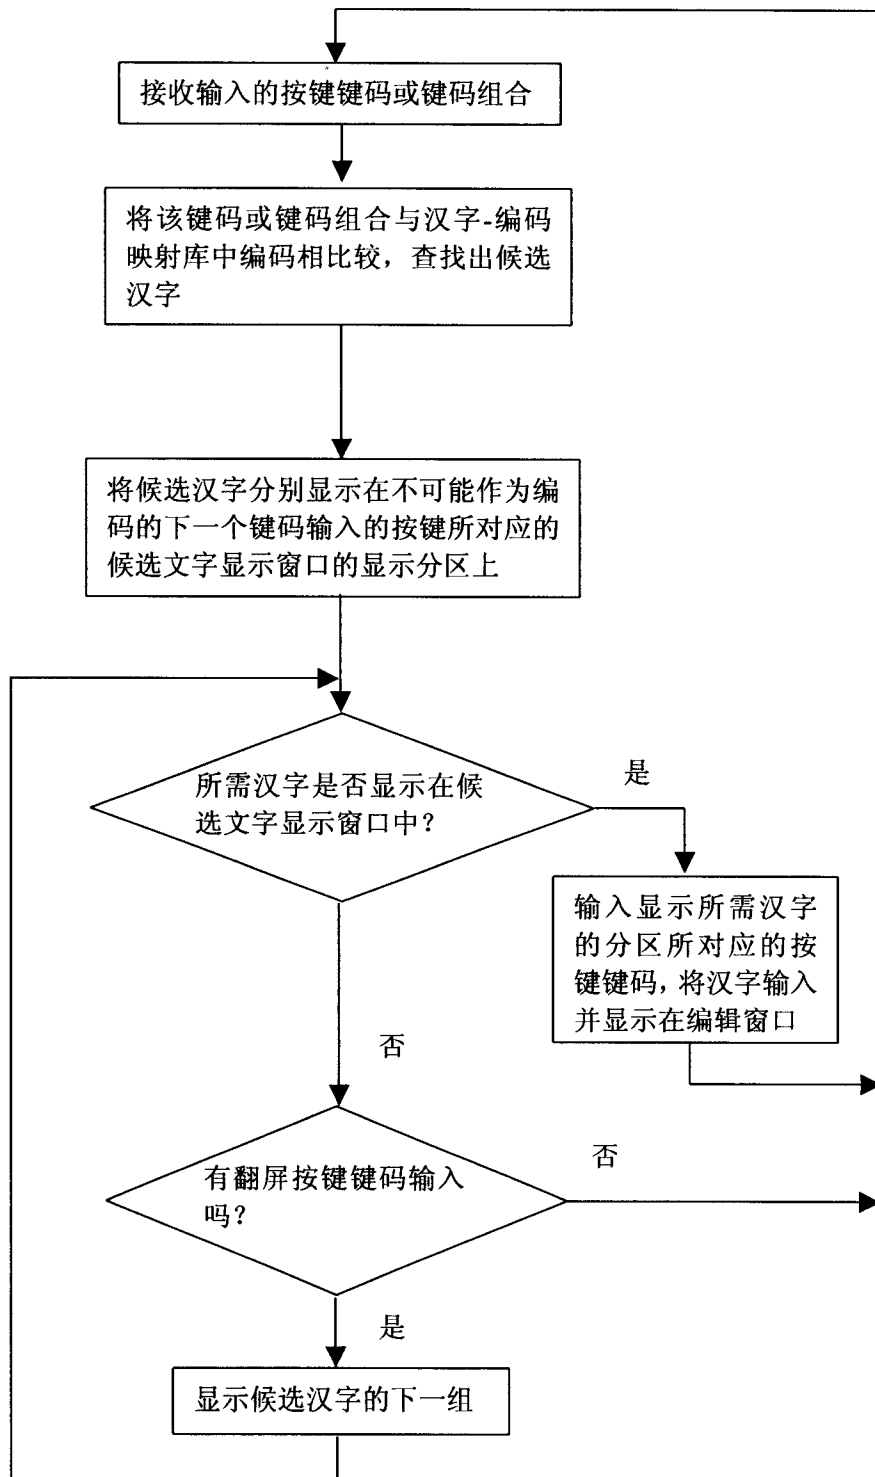 接收输入的按键键码或键码组合
将该键码或键码组合与汉字-编码
映射库中编码相比较，查找出候选
汉字
将候选汉字分别显示在不可能作为编
码的下一个键码输入的按键所对应的
候选文字显示窗口的显示分区上
所需汉字是否显示在候
选文字显示窗口中？
是
输入显示所需汉字
的分区所对应的按
键键码，将汉字输入
并显示在编辑窗口
否
有翻屏按键键码输入
吗？
否
是
显示候选汉字的下一组